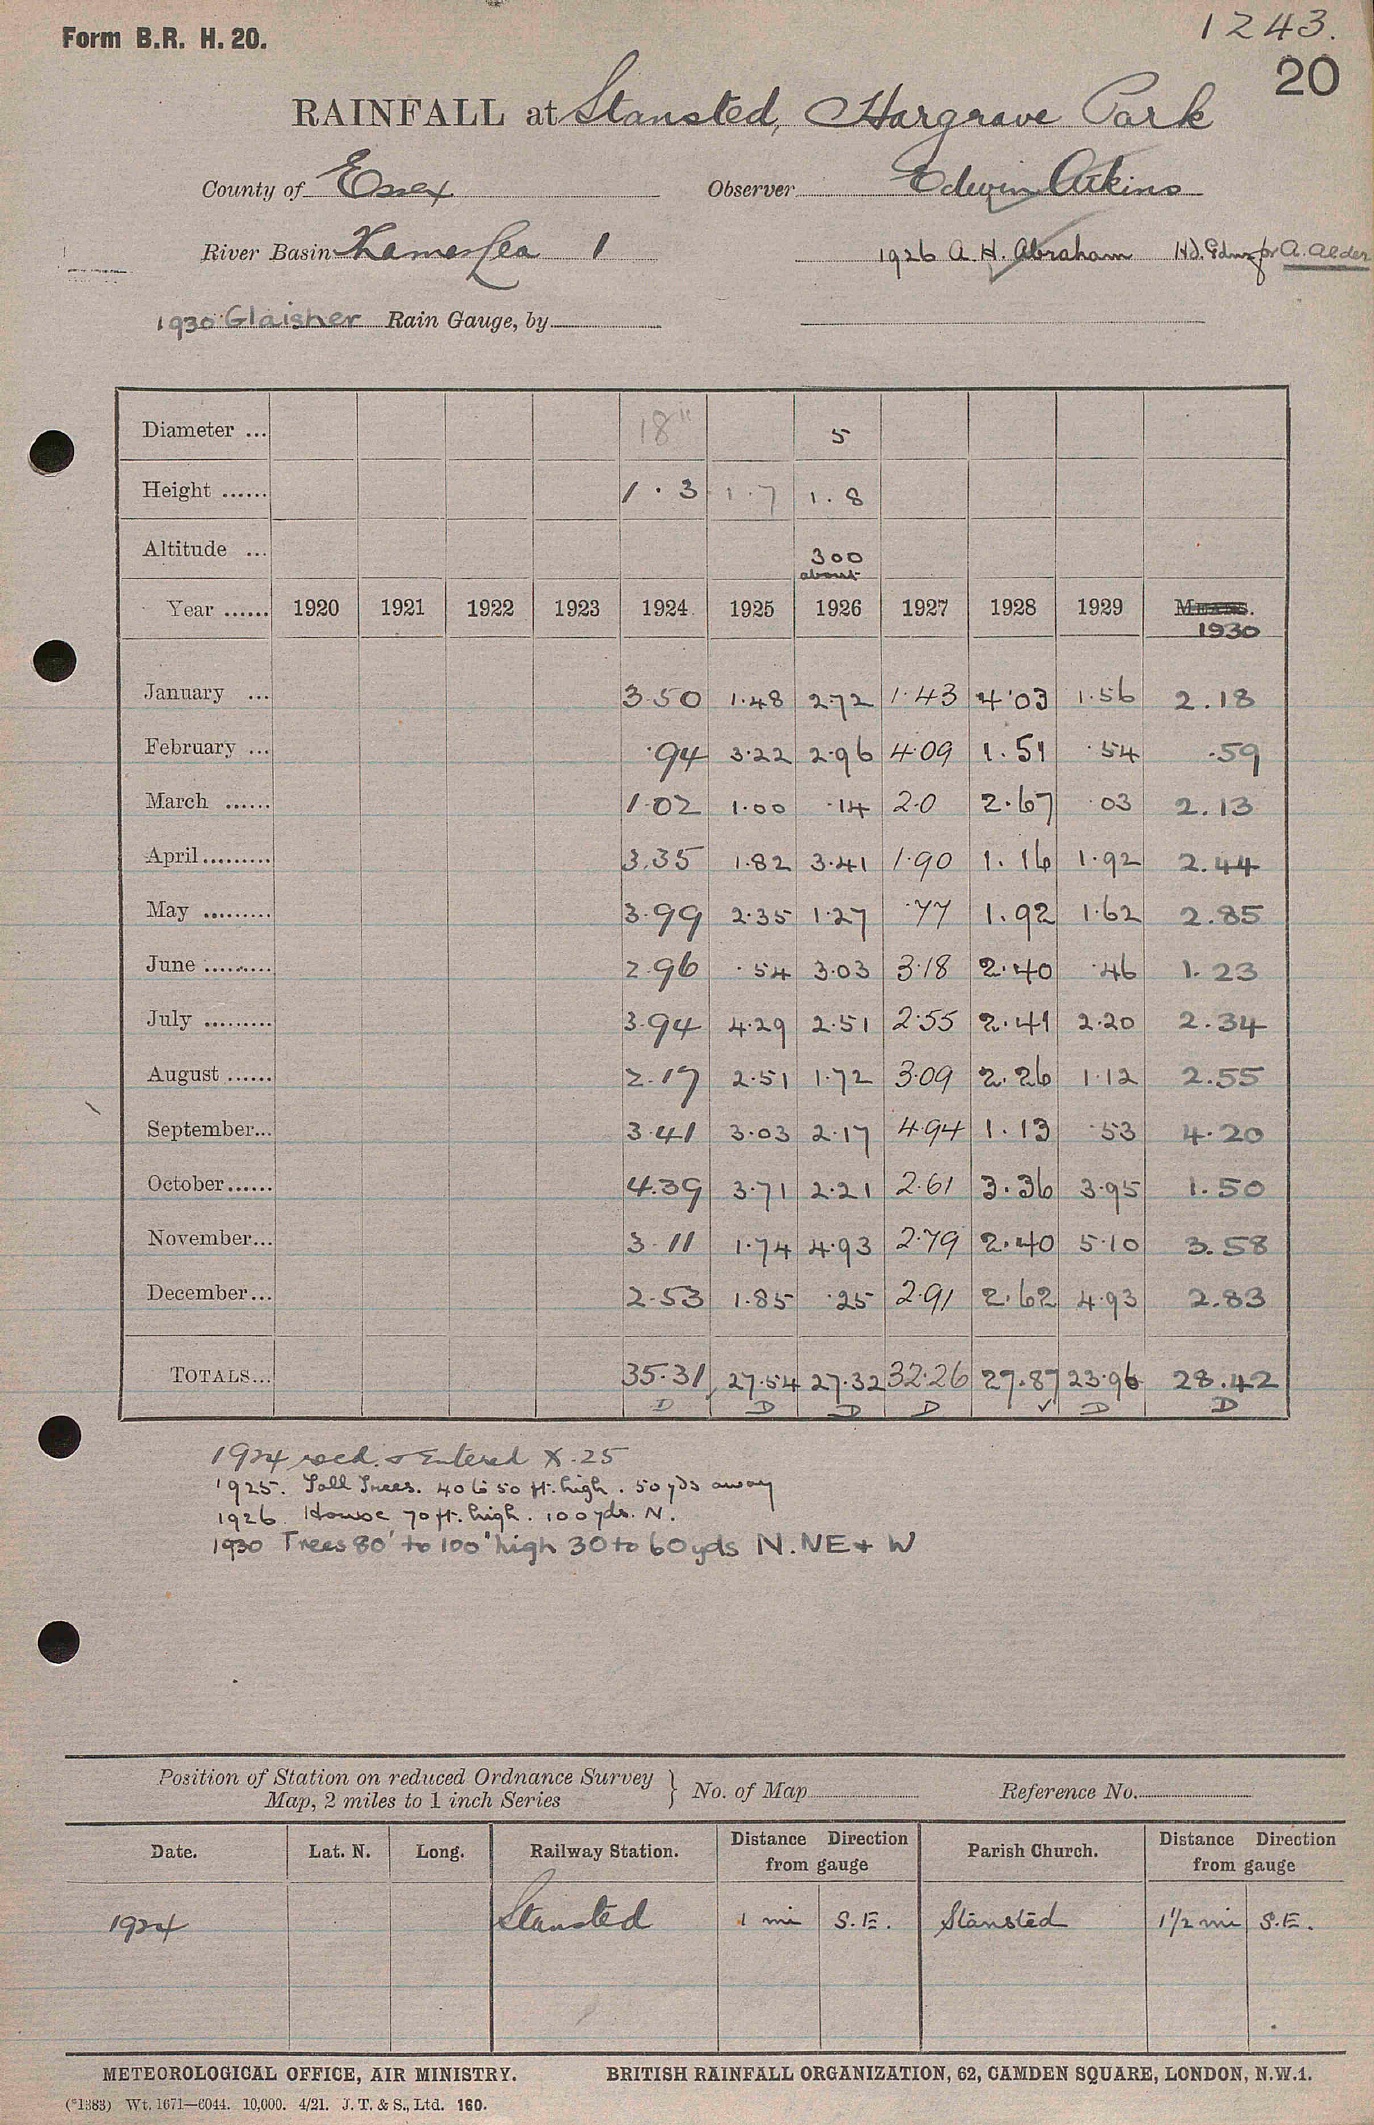 Form B.R. H. 20.
1243.
20
RAINFALL at Stansted, Hargrave Park
County of Essex Observer Edwin Atkins
River Basin Thames Lea 1 1926 A. H. Abraham Hd. Gdnr for A. Alder
1930 Glaisher Rain Gauge, by
Diameter ... 18" 5
Height ...... 1.3 1.7 1.8
Altitude ... 300 about
Year ...... 1920 1921 1922 1923 1924 1925 1926 1927 1928 1929 MEANS. 1930
January ... 3.50 1.48 2.72 1.43 4.03 1.56 2.18
February ... .94 3.22 2.96 4.09 1.51 .54 .59
March ...... 1.02 1.00 .14 2.0 2.67 .03 2.13
April ......... 3.35 1.82 3.41 1.90 1.16 1.92 2.44
May ......... 3.99 2.35 1.27 .77 1.92 1.62 2.85
June ......... 2.96 .54 3.03 3.18 2.40 .46 1.23
July ......... 3.94 4.29 2.51 2.55 2.41 2.20 2.34
August ...... 2.17 2.51 1.72 3.09 2.26 1.12 2.55
September... 3.41 3.03 2.17 4.94 1.13 .53 4.20
October...... 4.39 3.71 2.21 2.61 3.36 3.95 1.50
November... 3.11 1.74 4.93 2.79 2.40 5.10 3.58
December... 2.53 1.85 .25 2.91 2.62 4.93 2.83
TOTALS... 35.31 27.54 27.32 32.26 27.87 23.96 28.42
D D D D ✓ D D
1924 recd. & Entered X.25
1925. Tall Trees. 40 to 50 ft. high. 50 yds away
1926 House 70 ft. high. 100 yds. N.
1930 Trees 80' to 100' high 30 to 60 yds N. NE + W
Position of Station on reduced Ordnance Survey
Map, 2 miles to 1 inch Series } No. of Map Reference No.
Date. Lat. N. Long. Railway Station. Distance Direction from gauge Parish Church. Distance Direction from gauge
1924 Stansted 1 mi S.E. Stansted 1 1/2 mi S.E.
METEOROLOGICAL OFFICE, AIR MINISTRY. BRITISH RAINFALL ORGANIZATION, 62, CAMDEN SQUARE, LONDON, N.W.1.
(*1383) Wt. 1671—6044. 10,000. 4/21. J. T. & S., Ltd. 160.